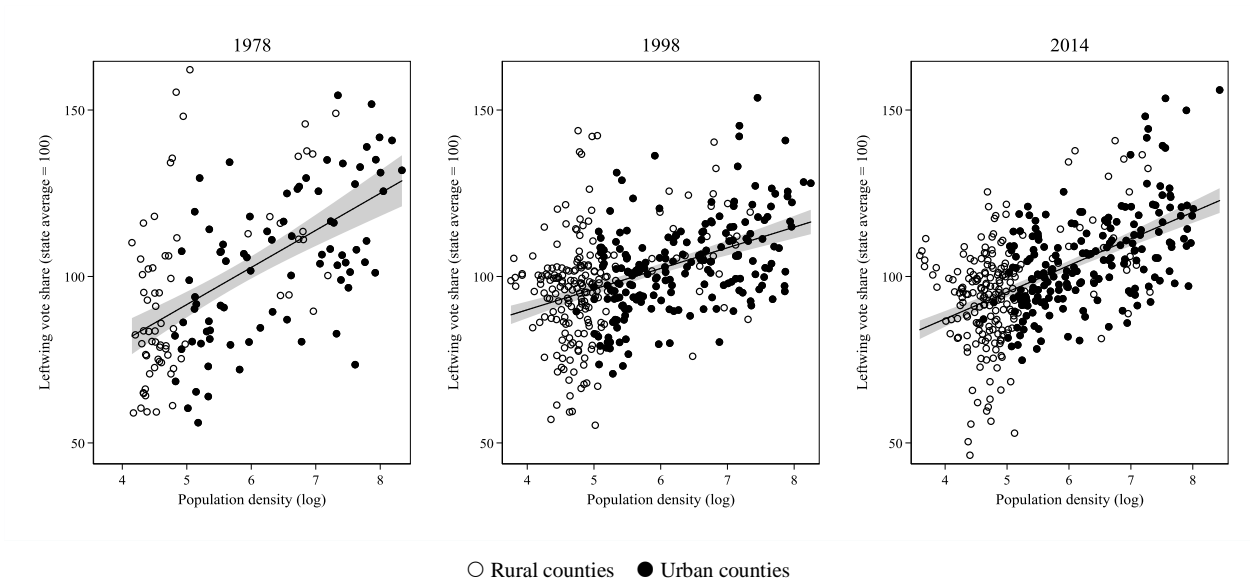 1978
1998
2014
Leftwing vote share (state average = 100)
150
100
50
4 5 6 7 8
Population density (log)
Leftwing vote share (state average = 100)
150
100
50
4 5 6 7 8
Population density (log)
Leftwing vote share (state average = 100)
150
100
50
4 5 6 7 8
Population density (log)
Rural counties Urban counties